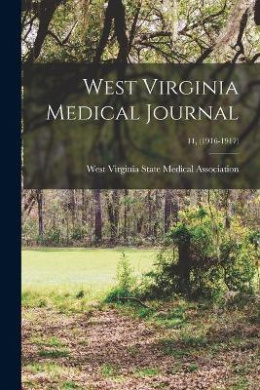 West Virginia
Medical Journal
11, (1916-1917)
West Virginia State Medical Association